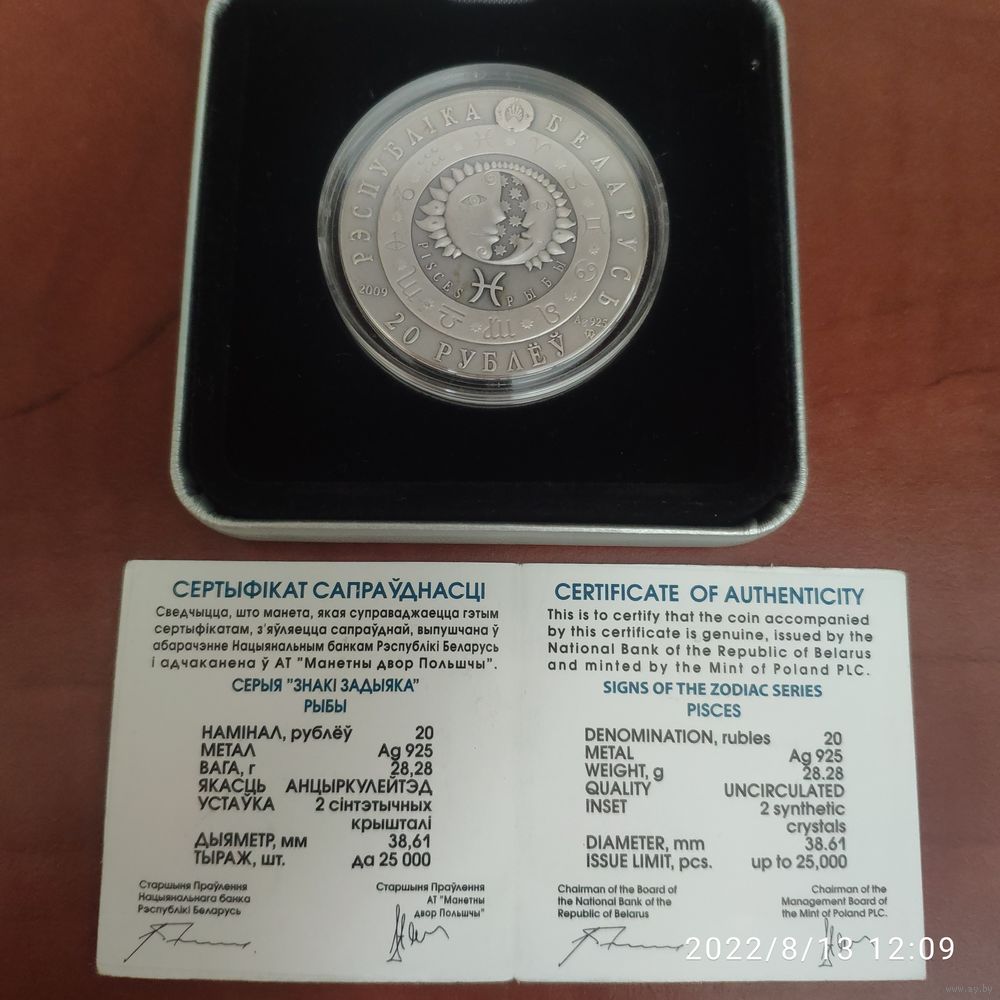 РЭСПУБЛІКА БЕЛАРУСЬ
PISCES РЫБЫ
2009
Ag 925
20 РУБЛЁЎ
СЕРТЫФІКАТ САПРАЎДНАСЦІ
Сведчыцца, што манета, якая суправаджаецца гэтым
сертыфікатам, з'яўляецца сапраўднай, выпушчана ў
абарачэнне Нацыянальным банкам Рэспублікі Беларусь
і адчаканена ў АТ "Манетны двор Польшчы".
СЕРЫЯ "ЗНАКІ ЗАДЫЯКА"
РЫБЫ
НАМІНАЛ, рублёў 20
МЕТАЛ Ag 925
ВАГА, г 28,28
ЯКАСЦЬ АНЦЫРКУЛЕЙТЭД
УСТАЎКА 2 сінтэтычных
крышталі
ДЫЯМЕТР, мм 38,61
ТЫРАЖ, шт. да 25 000
Старшыня Праўлення
Нацыянальнага банка
Рэспублікі Беларусь
Старшыня Праўлення
АТ "Манетны
двор Польшчы"
CERTIFICATE OF AUTHENTICITY
This is to certify that the coin accompanied
by this certificate is genuine, issued by the
National Bank of the Republic of Belarus
and minted by the Mint of Poland PLC.
SIGNS OF THE ZODIAC SERIES
PISCES
DENOMINATION, rubles 20
METAL Ag 925
WEIGHT, g 28.28
QUALITY UNCIRCULATED
INSET 2 synthetic
crystals
DIAMETER, mm 38.61
ISSUE LIMIT, pcs. up to 25,000
Chairman of the Board of
the National Bank of the
Republic of Belarus
Chairman of the
Management Board of
the Mint of Poland PLC.
2022/8/13 12:09
www.ay.by